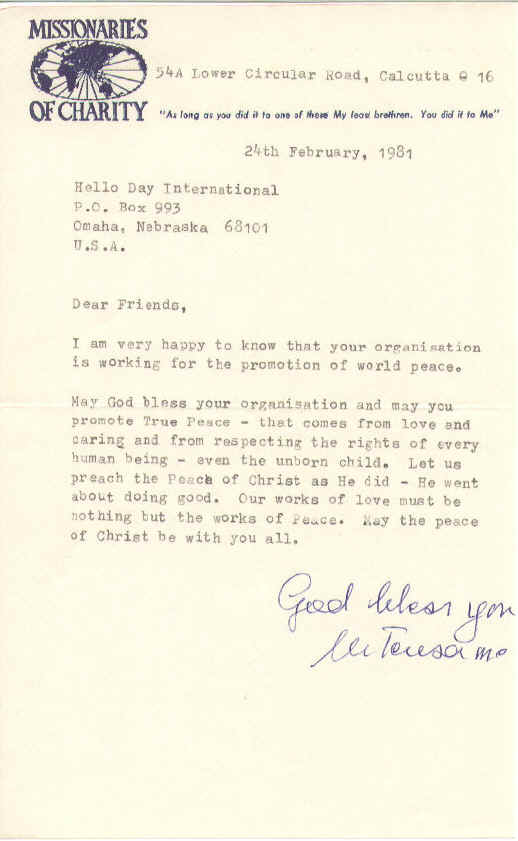 MISSIONARIES
OF CHARITY
54A Lower Circular Road, Calcutta @ 16
"As long as you did it to one of these My least brethren. You did it to Me"
24th February, 1981
Hello Day International
P.O. Box 993
Omaha, Nebraska 68101
U.S.A.
Dear Friends,
I am very happy to know that your organisation
is working for the promotion of world peace.
May God bless your organisation and may you
promote True Peace - that comes from love and
caring and from respecting the rights of every
human being - even the unborn child. Let us
preach the Peach of Christ as He did - He went
about doing good. Our works of love must be
nothing but the works of Peace. May the peace
of Christ be with you all.
God bless you
M Teresa mc